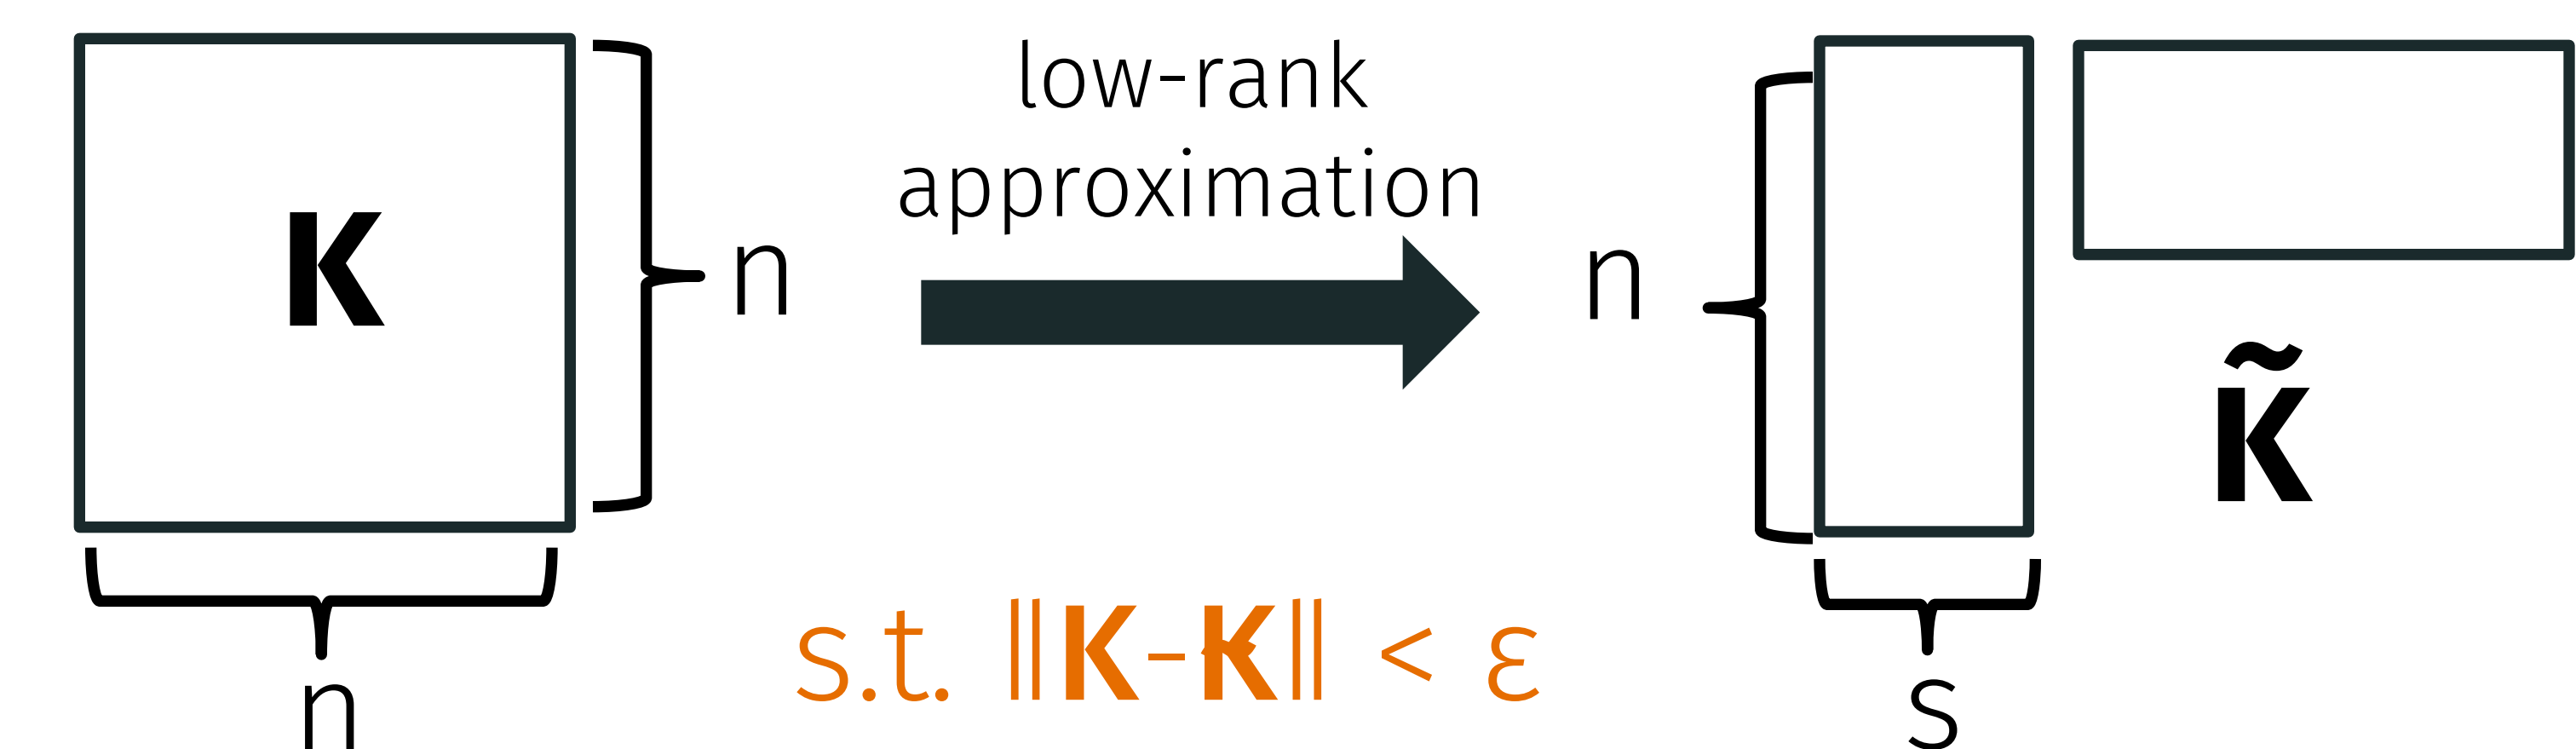 K
n
n
low-rank
approximation
s.t. ‖K-K̃‖ < ε
n
s
K̃